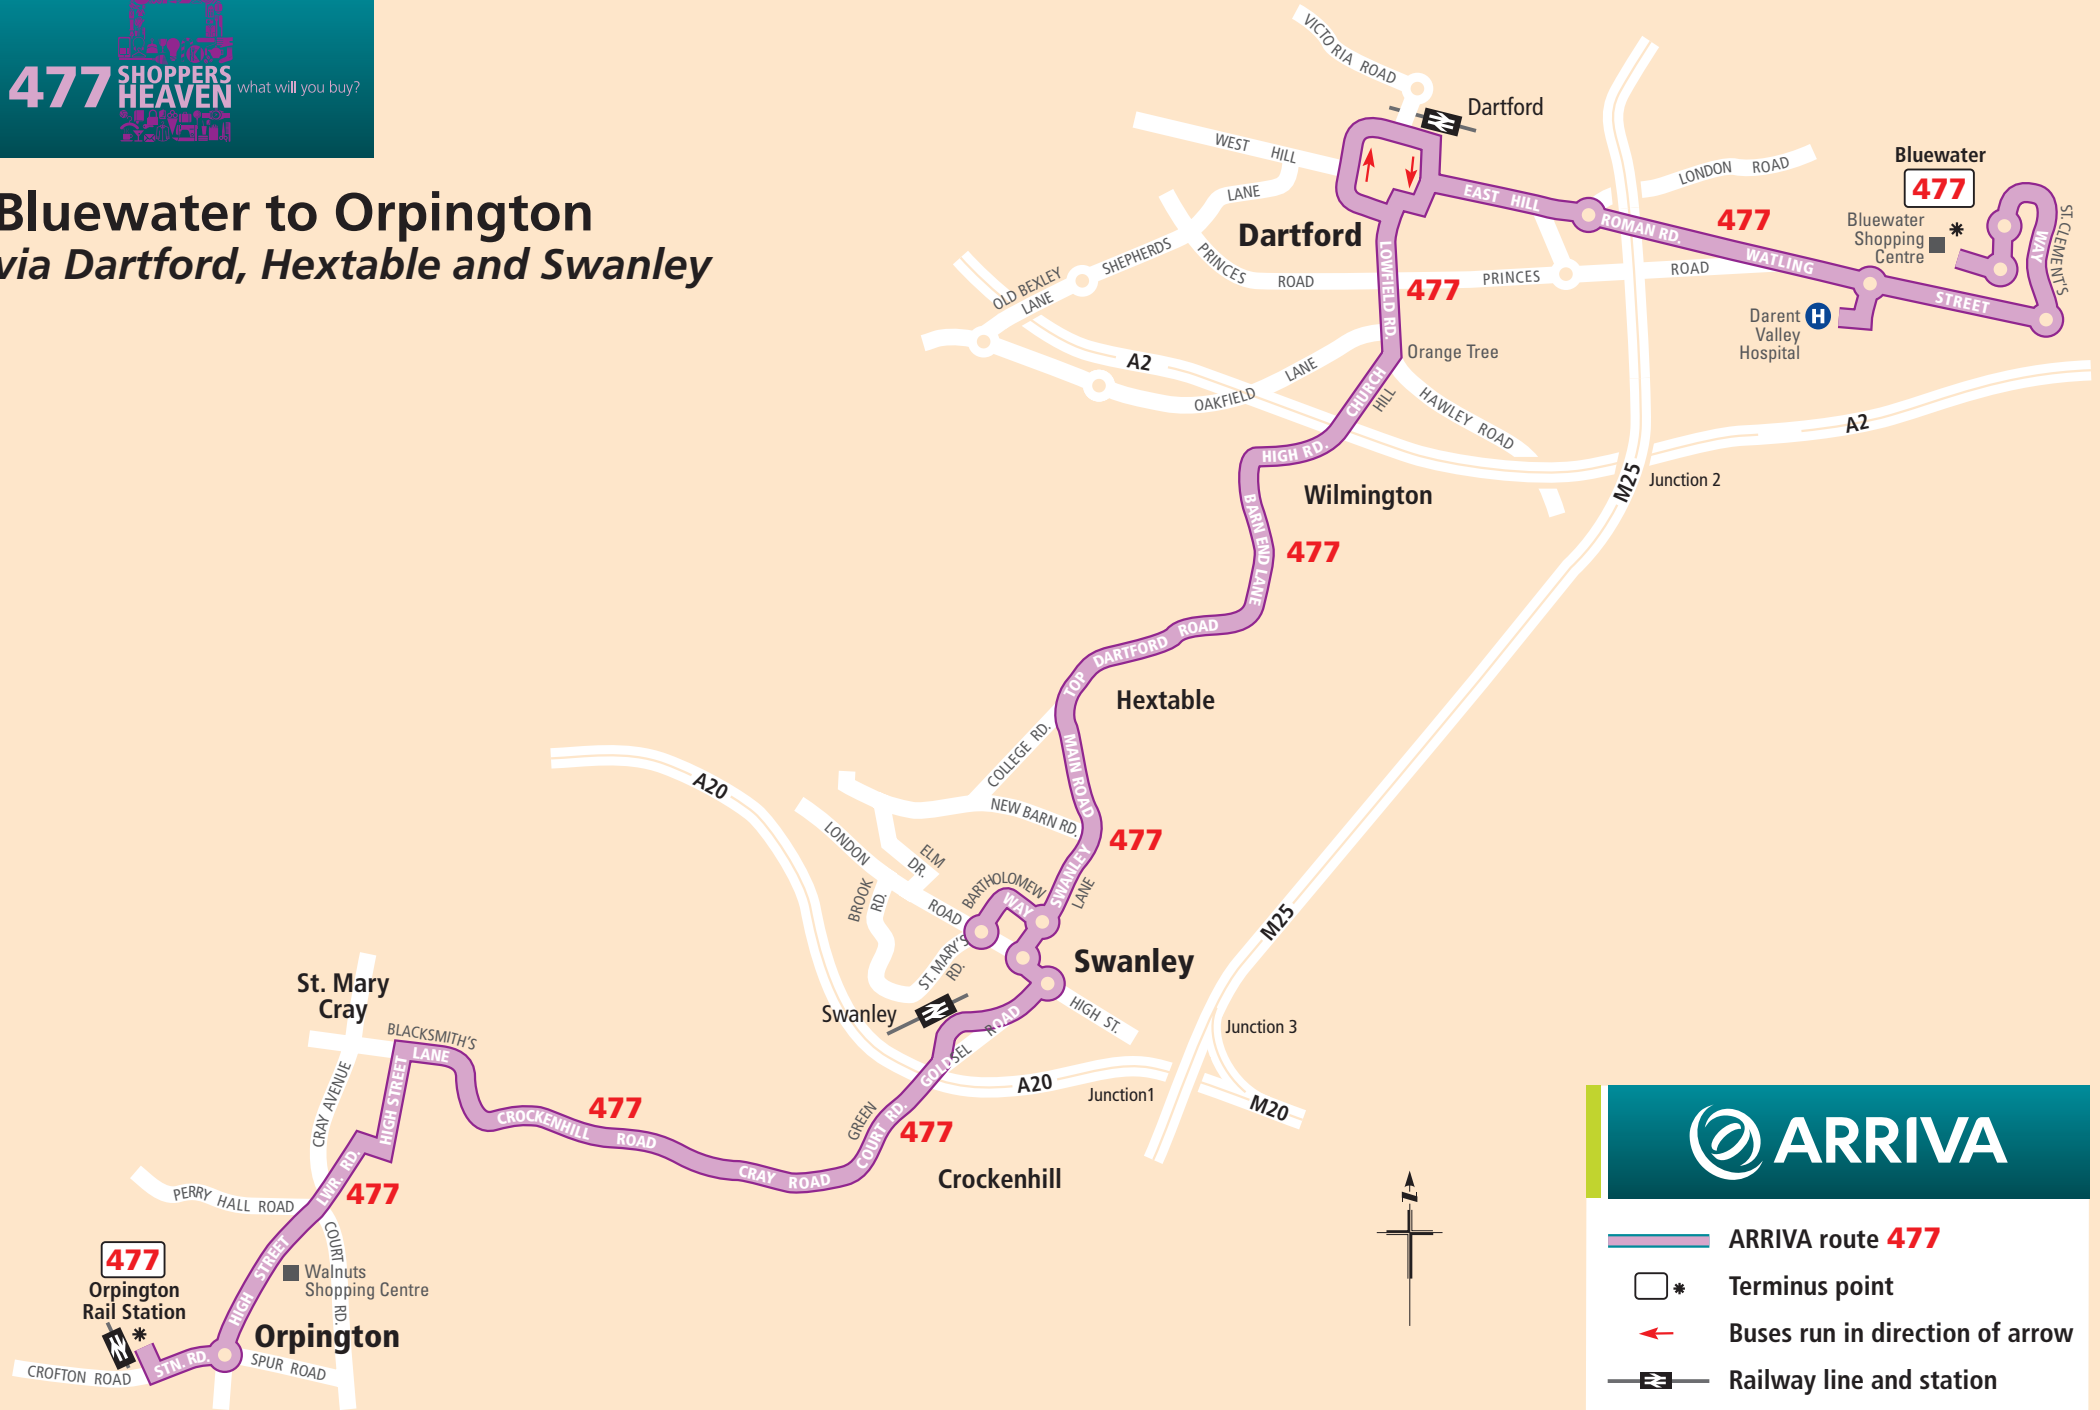 477
SHOPPERS
HEAVEN
what will you buy?
Bluewater to Orpington
via Dartford, Hextable and Swanley
VICTORIA ROAD
Dartford
WEST HILL
LANE
SHEPHERDS
OLD BEXLEY
LANE
PRINCES
ROAD
PRINCES
ROAD
Dartford
EAST HILL
ROMAN RD.
477
WATLING
STREET
LONDON ROAD
Bluewater
477
Bluewater
Shopping
Centre
*
ST. CLEMENT'S
WAY
Darent
Valley
Hospital
H
LOWFIELD RD.
477
Orange Tree
A2
OAKFIELD
LANE
CHURCH
HILL
HAWLEY ROAD
A2
M25
Junction 2
HIGH RD.
Wilmington
BARN END LANE
477
DARTFORD ROAD
TOP
Hextable
COLLEGE RD.
MAIN ROAD
NEW BARN RD.
477
A20
LONDON
ROAD
ELM
DR.
BROOK
RD.
BARTHOLOMEW
WAY
SWANLEY
LANE
ST. MARY'S
RD.
Swanley
HIGH ST.
Swanley
M25
Junction 3
GOLDSEL ROAD
A20
Junction1
M20
GREEN
COURT RD.
477
Crockenhill
St. Mary
Cray
BLACKSMITH'S
LANE
HIGH STREET
CRAY AVENUE
CROCKENHILL ROAD
477
CRAY ROAD
LWR. RD.
477
PERRY HALL ROAD
COURT RD.
HIGH STREET
Walnuts
Shopping Centre
477
Orpington
Rail Station
*
Orpington
STN. RD.
SPUR ROAD
CROFTON ROAD
N
ARRIVA
ARRIVA route 477
* Terminus point
Buses run in direction of arrow
Railway line and station